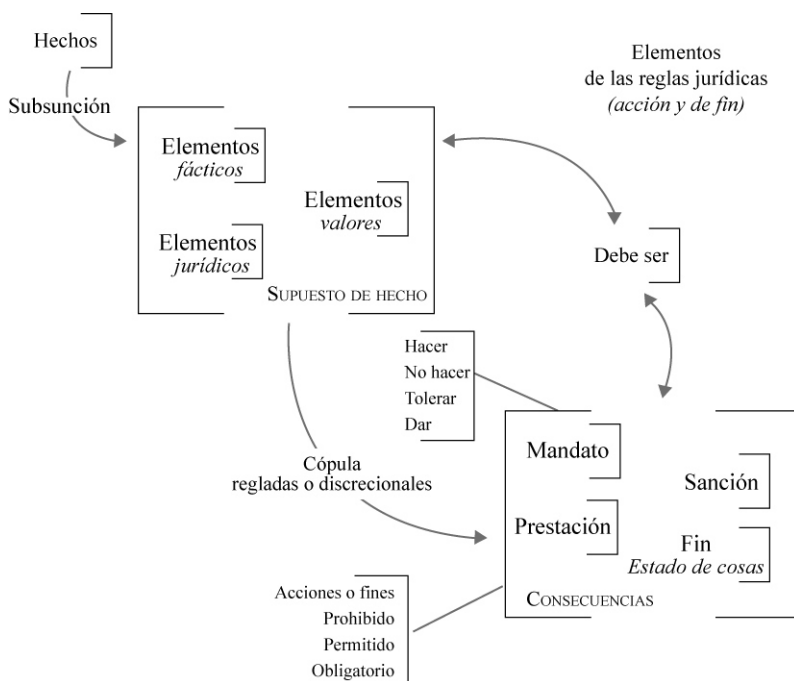 Hechos
Subsunción
Elementos
de las reglas jurídicas
(acción y de fin)
Elementos
fácticos
Elementos
valores
Elementos
jurídicos
SUPUESTO DE HECHO
Debe ser
Hacer
No hacer
Tolerar
Dar
Cópula
regladas o discrecionales
Mandato
Sanción
Prestación
Fin
Estado de cosas
CONSECUENCIAS
Acciones o fines
Prohibido
Permitido
Obligatorio